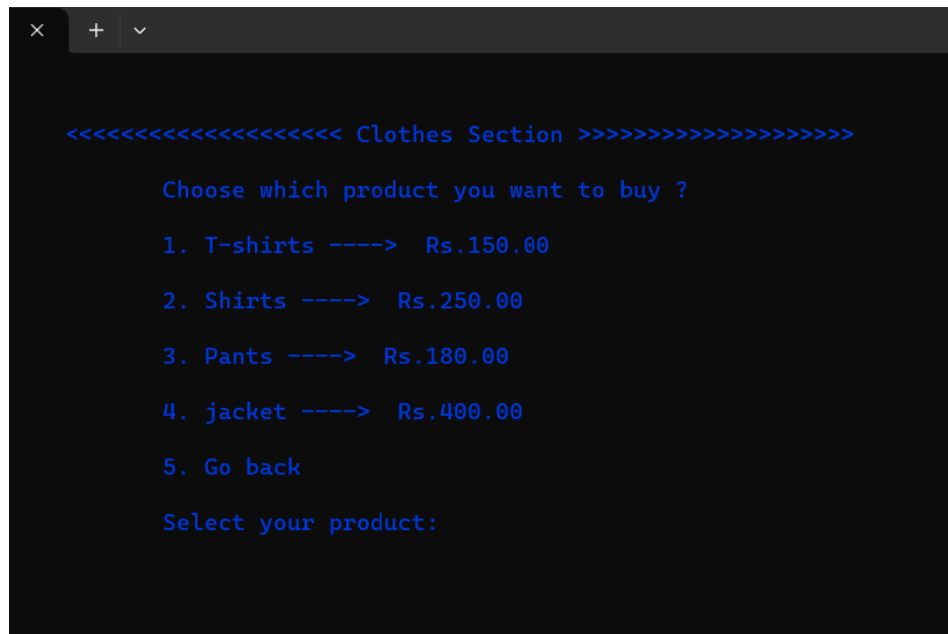 <<<<<<<<<<<<<<<<<<<< Clothes Section >>>>>>>>>>>>>>>>>>>>
Choose which product you want to buy ?
1. T-shirts ----> Rs.150.00
2. Shirts ----> Rs.250.00
3. Pants ----> Rs.180.00
4. jacket ----> Rs.400.00
5. Go back
Select your product: